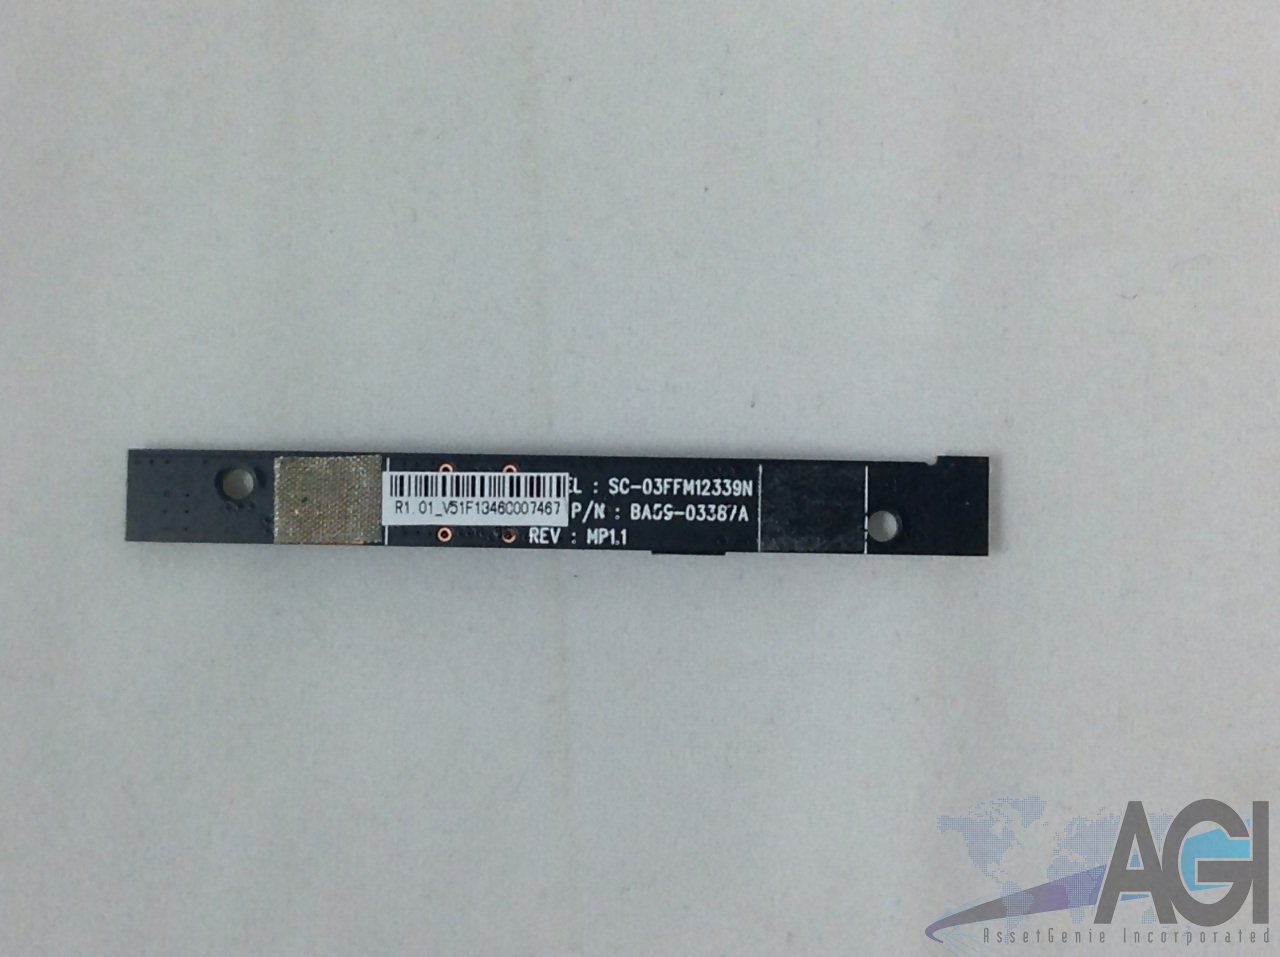 EL : SC-03FFM12339N
R1.01_V51F1346C007467
P/N : BA59-03387A
REV : MP1.1
AGI
AssetGenie Incorporated